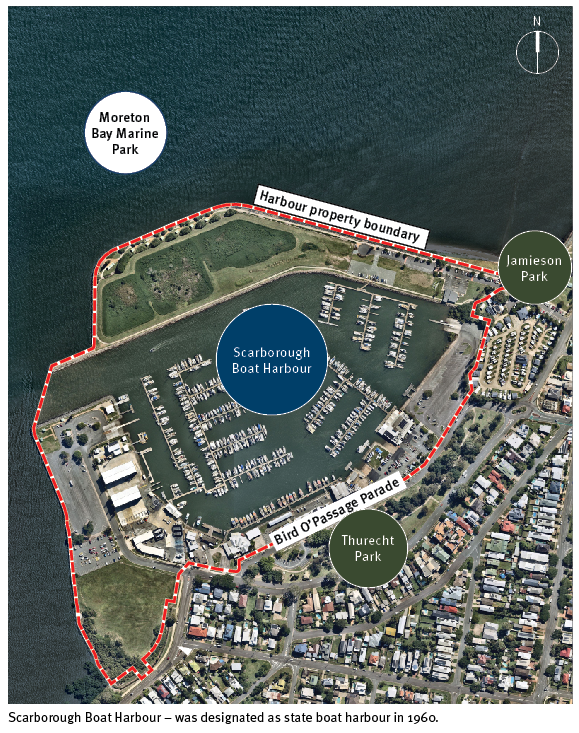 N
Moreton
Bay Marine
Park
Harbour property boundary
Jamieson
Park
Scarborough
Boat Harbour
Bird O'Passage Parade
Thurecht
Park
Scarborough Boat Harbour – was designated as state boat harbour in 1960.